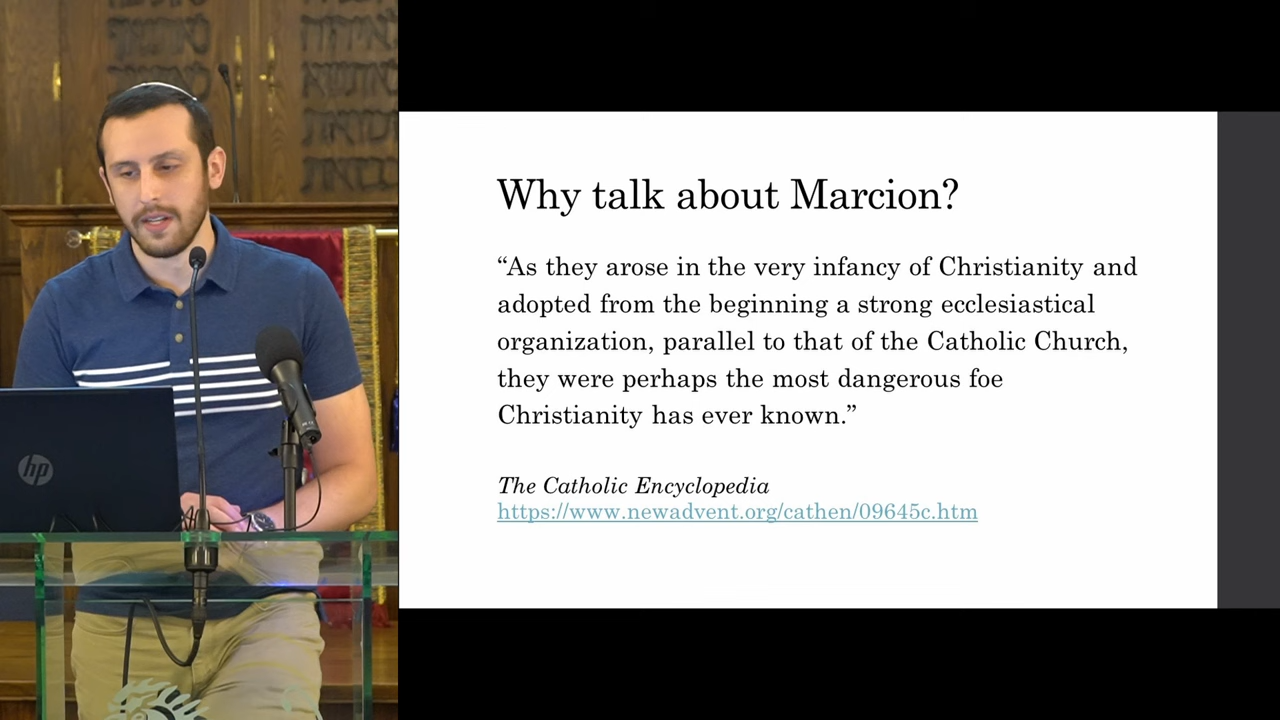 Why talk about Marcion?
“As they arose in the very infancy of Christianity and
adopted from the beginning a strong ecclesiastical
organization, parallel to that of the Catholic Church,
they were perhaps the most dangerous foe
Christianity has ever known.”
The Catholic Encyclopedia
https://www.newadvent.org/cathen/09645c.htm
hp